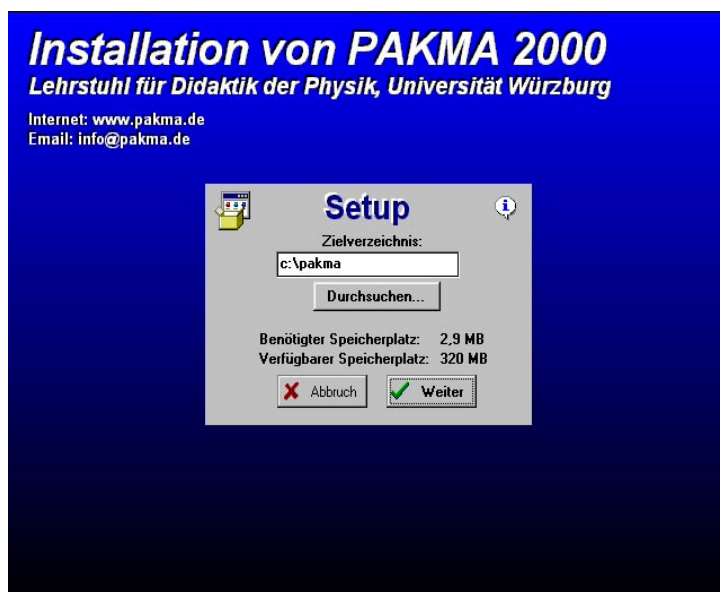 Installation von PAKMA 2000
Lehrstuhl für Didaktik der Physik, Universität Würzburg
Internet: www.pakma.de
Email: info@pakma.de
Setup
Zielverzeichnis:
c:\pakma
Durchsuchen...
Benötigter Speicherplatz: 2,9 MB
Verfügbarer Speicherplatz: 320 MB
Abbruch Weiter